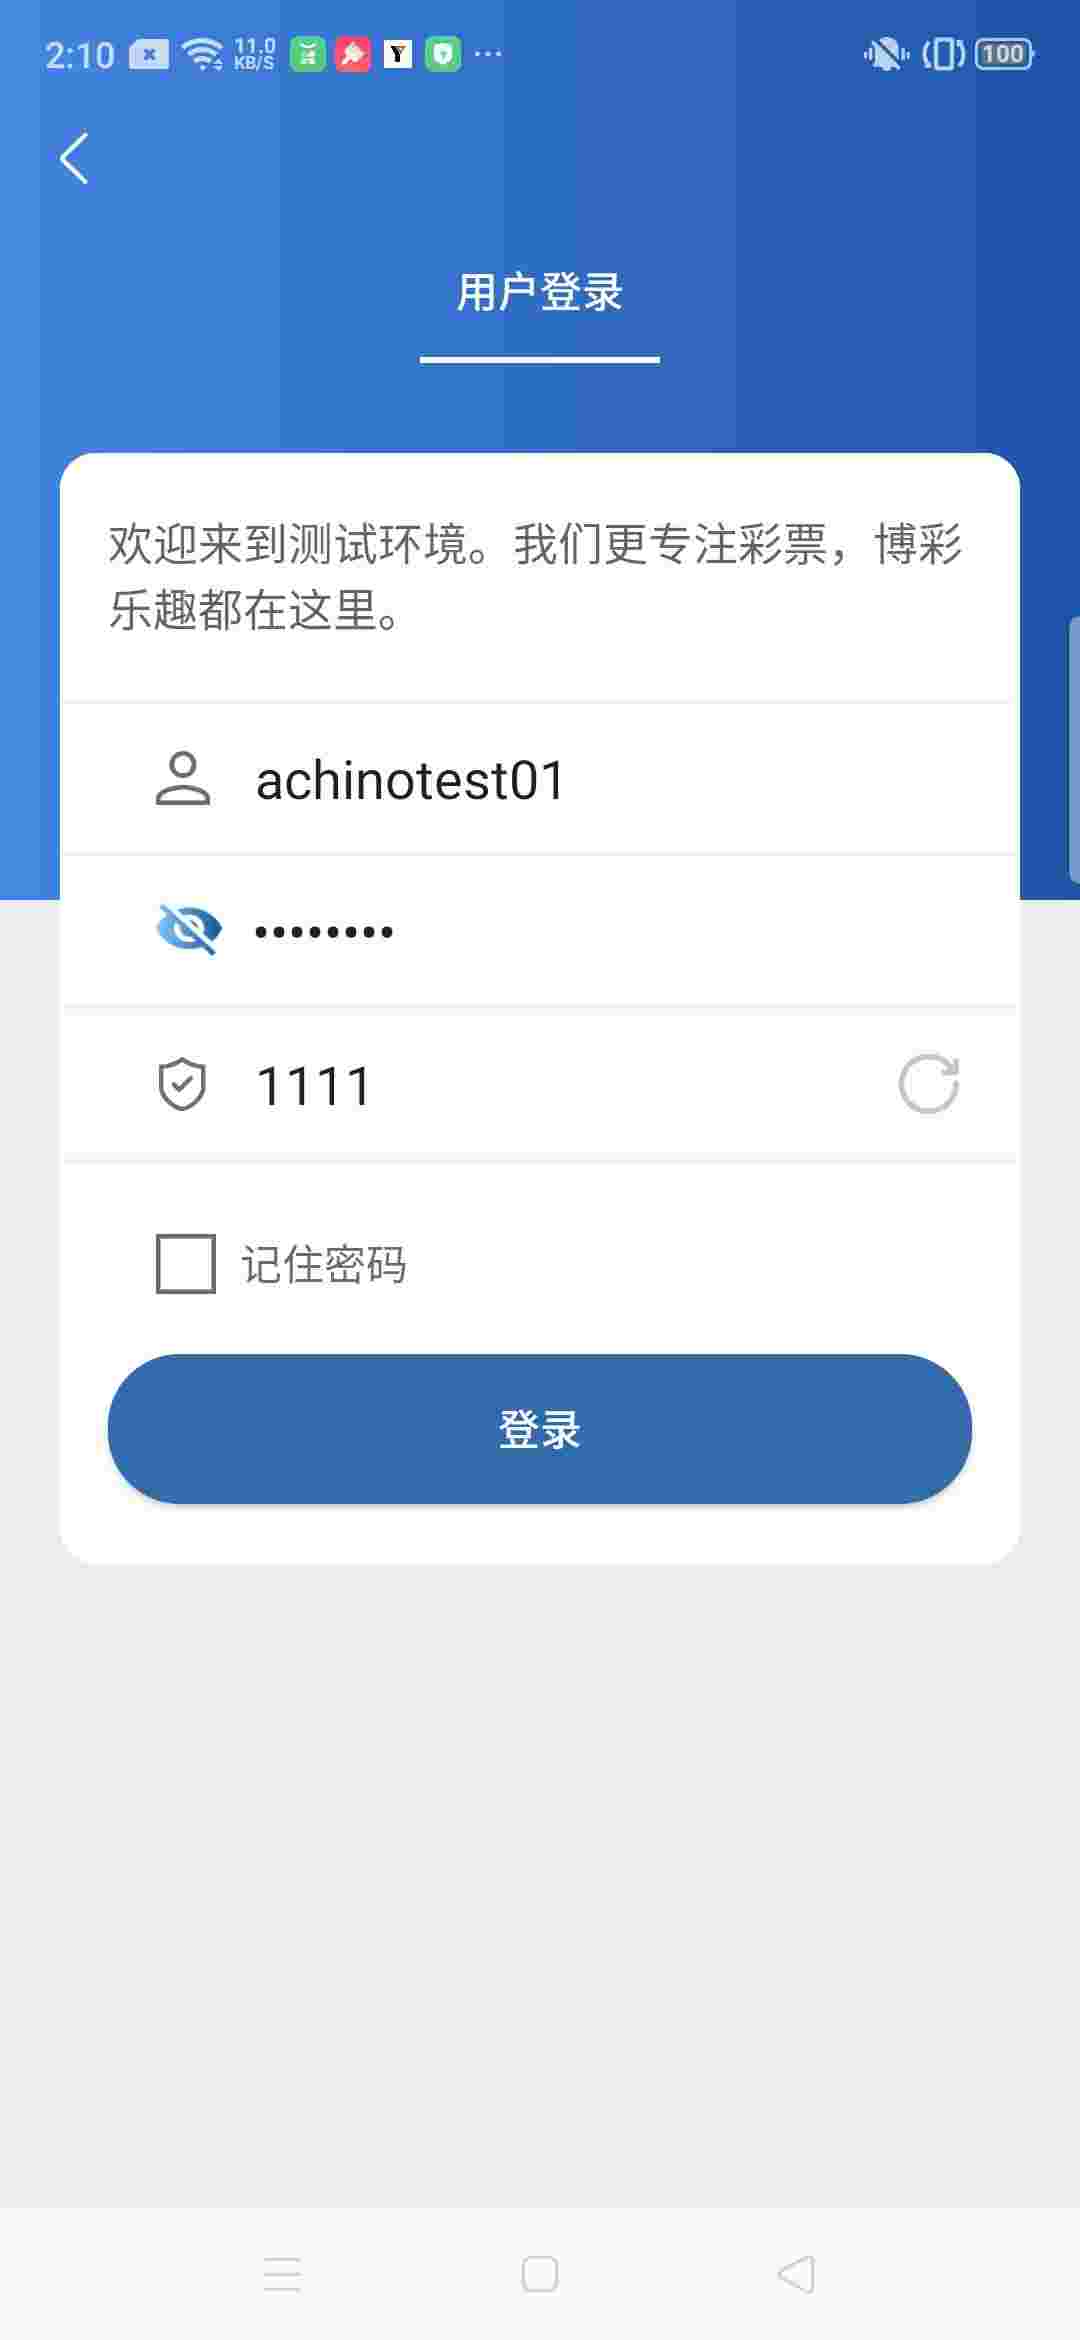 2:10 11.0 KB/S 100
用户登录
欢迎来到测试环境。我们更专注彩票，博彩
乐趣都在这里。
achinotest01
••••••••
1111
记住密码
登录